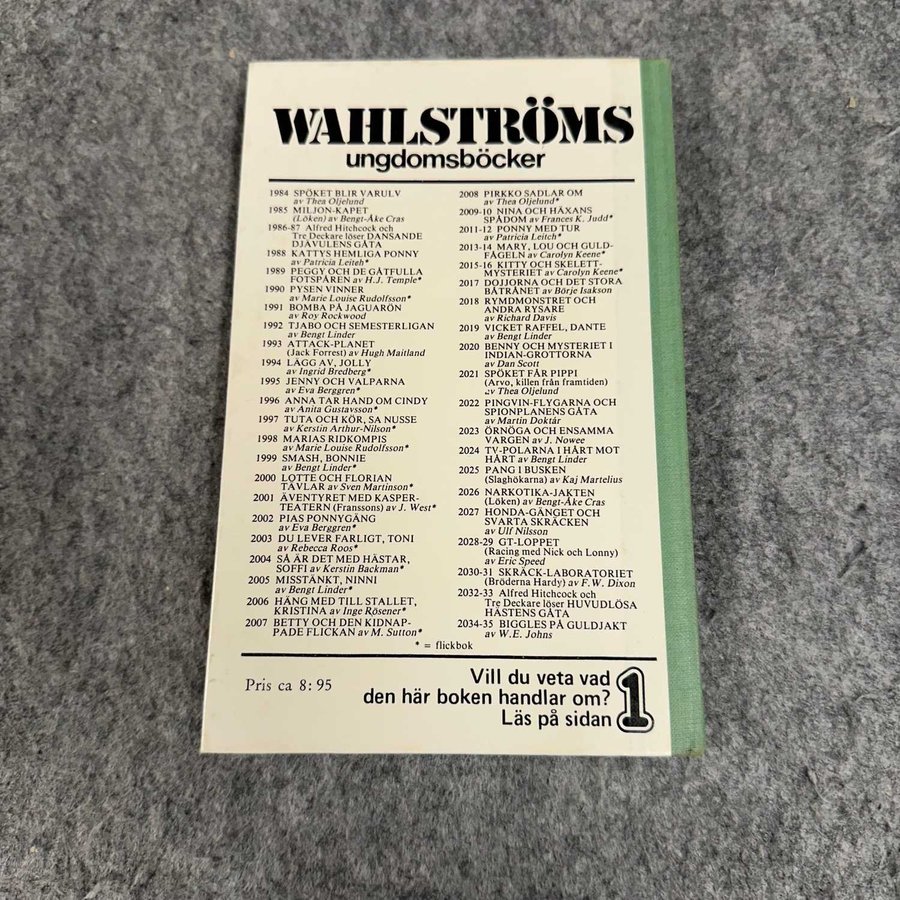 WAHLSTRÖMS
ungdomsböcker
1984 SPÖKET BLIR VARULV
av Thea Oljelund
1985 MILJON-KAPET
(Löken) av Bengt-Åke Cras
1986-87 Alfred Hitchcock och
Tre Deckare löser DANSANDE
DJÄVULENS GÅTA
1988 KATTYS HEMLIGA PONNY
av Patricia Leitch*
1989 PEGGY OCH DE GÅTFULLA
FOTSPÅREN av H.J. Temple*
1990 PYSEN VINNER
av Marie Louise Rudolfsson*
1991 BOMBA PÅ JAGUARÖN
av Roy Rockwood
1992 TJABO OCH SEMESTERLIGAN
av Bengt Linder
1993 ATTACK-PLANET
(Jack Forrest) av Hugh Maitland
1994 LÄGG AV, JOLLY
av Ingrid Bredberg*
1995 JENNY OCH VALPARNA
av Eva Berggren*
1996 ANNA TAR HAND OM CINDY
av Anita Gustavsson*
1997 TUTA OCH KÖR, SA NUSSE
av Kerstin Arthur-Nilson*
1998 MARIAS RIDKOMPIS
av Marie Louise Rudolfsson*
1999 SMASH, BONNIE
av Bengt Linder*
2000 LOTTE OCH FLORIAN
TÄVLAR av Sven Martinson*
2001 ÄVENTYRET MED KASPER-
TEATERN (Franssons) av J. West*
2002 PIAS PONNYGÄNG
av Eva Berggren*
2003 DU LEVER FARLIGT, TONI
av Rebecca Roos*
2004 SÅ ÄR DET MED HÄSTAR,
SOFFI av Kerstin Backman*
2005 MISSTÄNKT, NINNI
av Bengt Linder*
2006 HÄNG MED TILL STALLET,
KRISTINA av Inge Rösener*
2007 BETTY OCH DEN KIDNAP-
PADE FLICKAN av M. Sutton*
2008 PIRKKO SADLAR OM
av Thea Oljelund*
2009-10 NINA OCH HÄXANS
SPÅDOM av Frances K. Judd*
2011-12 PONNY MED TUR
av Patricia Leitch*
2013-14 MARY, LOU OCH GULD-
FÅGELN av Carolyn Keene*
2015-16 KITTY OCH SKELETT-
MYSTERIET av Carolyn Keene*
2017 DOJJORNA OCH DET STORA
BÅTRÅNET av Börje Isakson
2018 RYMDMONSTRET OCH
ANDRA RYSARE
av Richard Davis
2019 VICKET RAFFEL, DANTE
av Bengt Linder
2020 BENNY OCH MYSTERIET I
INDIAN-GROTTORNA
av Dan Scott
2021 SPÖKET FÅR PIPPI
(Arvo, killen från framtiden)
av Thea Oljelund
2022 PINGVIN-FLYGARNA OCH
SPIONPLANENS GÅTA
av Martin Doktár
2023 ÖRNÖGA OCH ENSAMMA
VARGEN av J. Nowee
2024 TV-POLARNA I HÅRT MOT
HÅRT av Bengt Linder
2025 PANG I BUSKEN
(Slaghökarna) av Kaj Martelius
2026 NARKOTIKA-JAKTEN
(Löken) av Bengt-Åke Cras
2027 HONDA-GÄNGET OCH
SVARTA SKRÄCKEN
av Ulf Nilsson
2028-29 GT-LOPPET
(Racing med Nick och Lonny)
av Eric Speed
2030-31 SKRÄCK-LABORATORIET
(Bröderna Hardy) av F.W. Dixon
2032-33 Alfred Hitchcock och
Tre Deckare löser HUVUDLÖSA
HÄSTENS GÅTA
2034-35 BIGGLES PÅ GULDJAKT
av W.E. Johns
* = flickbok
Pris ca 8:95
Vill du veta vad
den här boken handlar om?
Läs på sidan 1